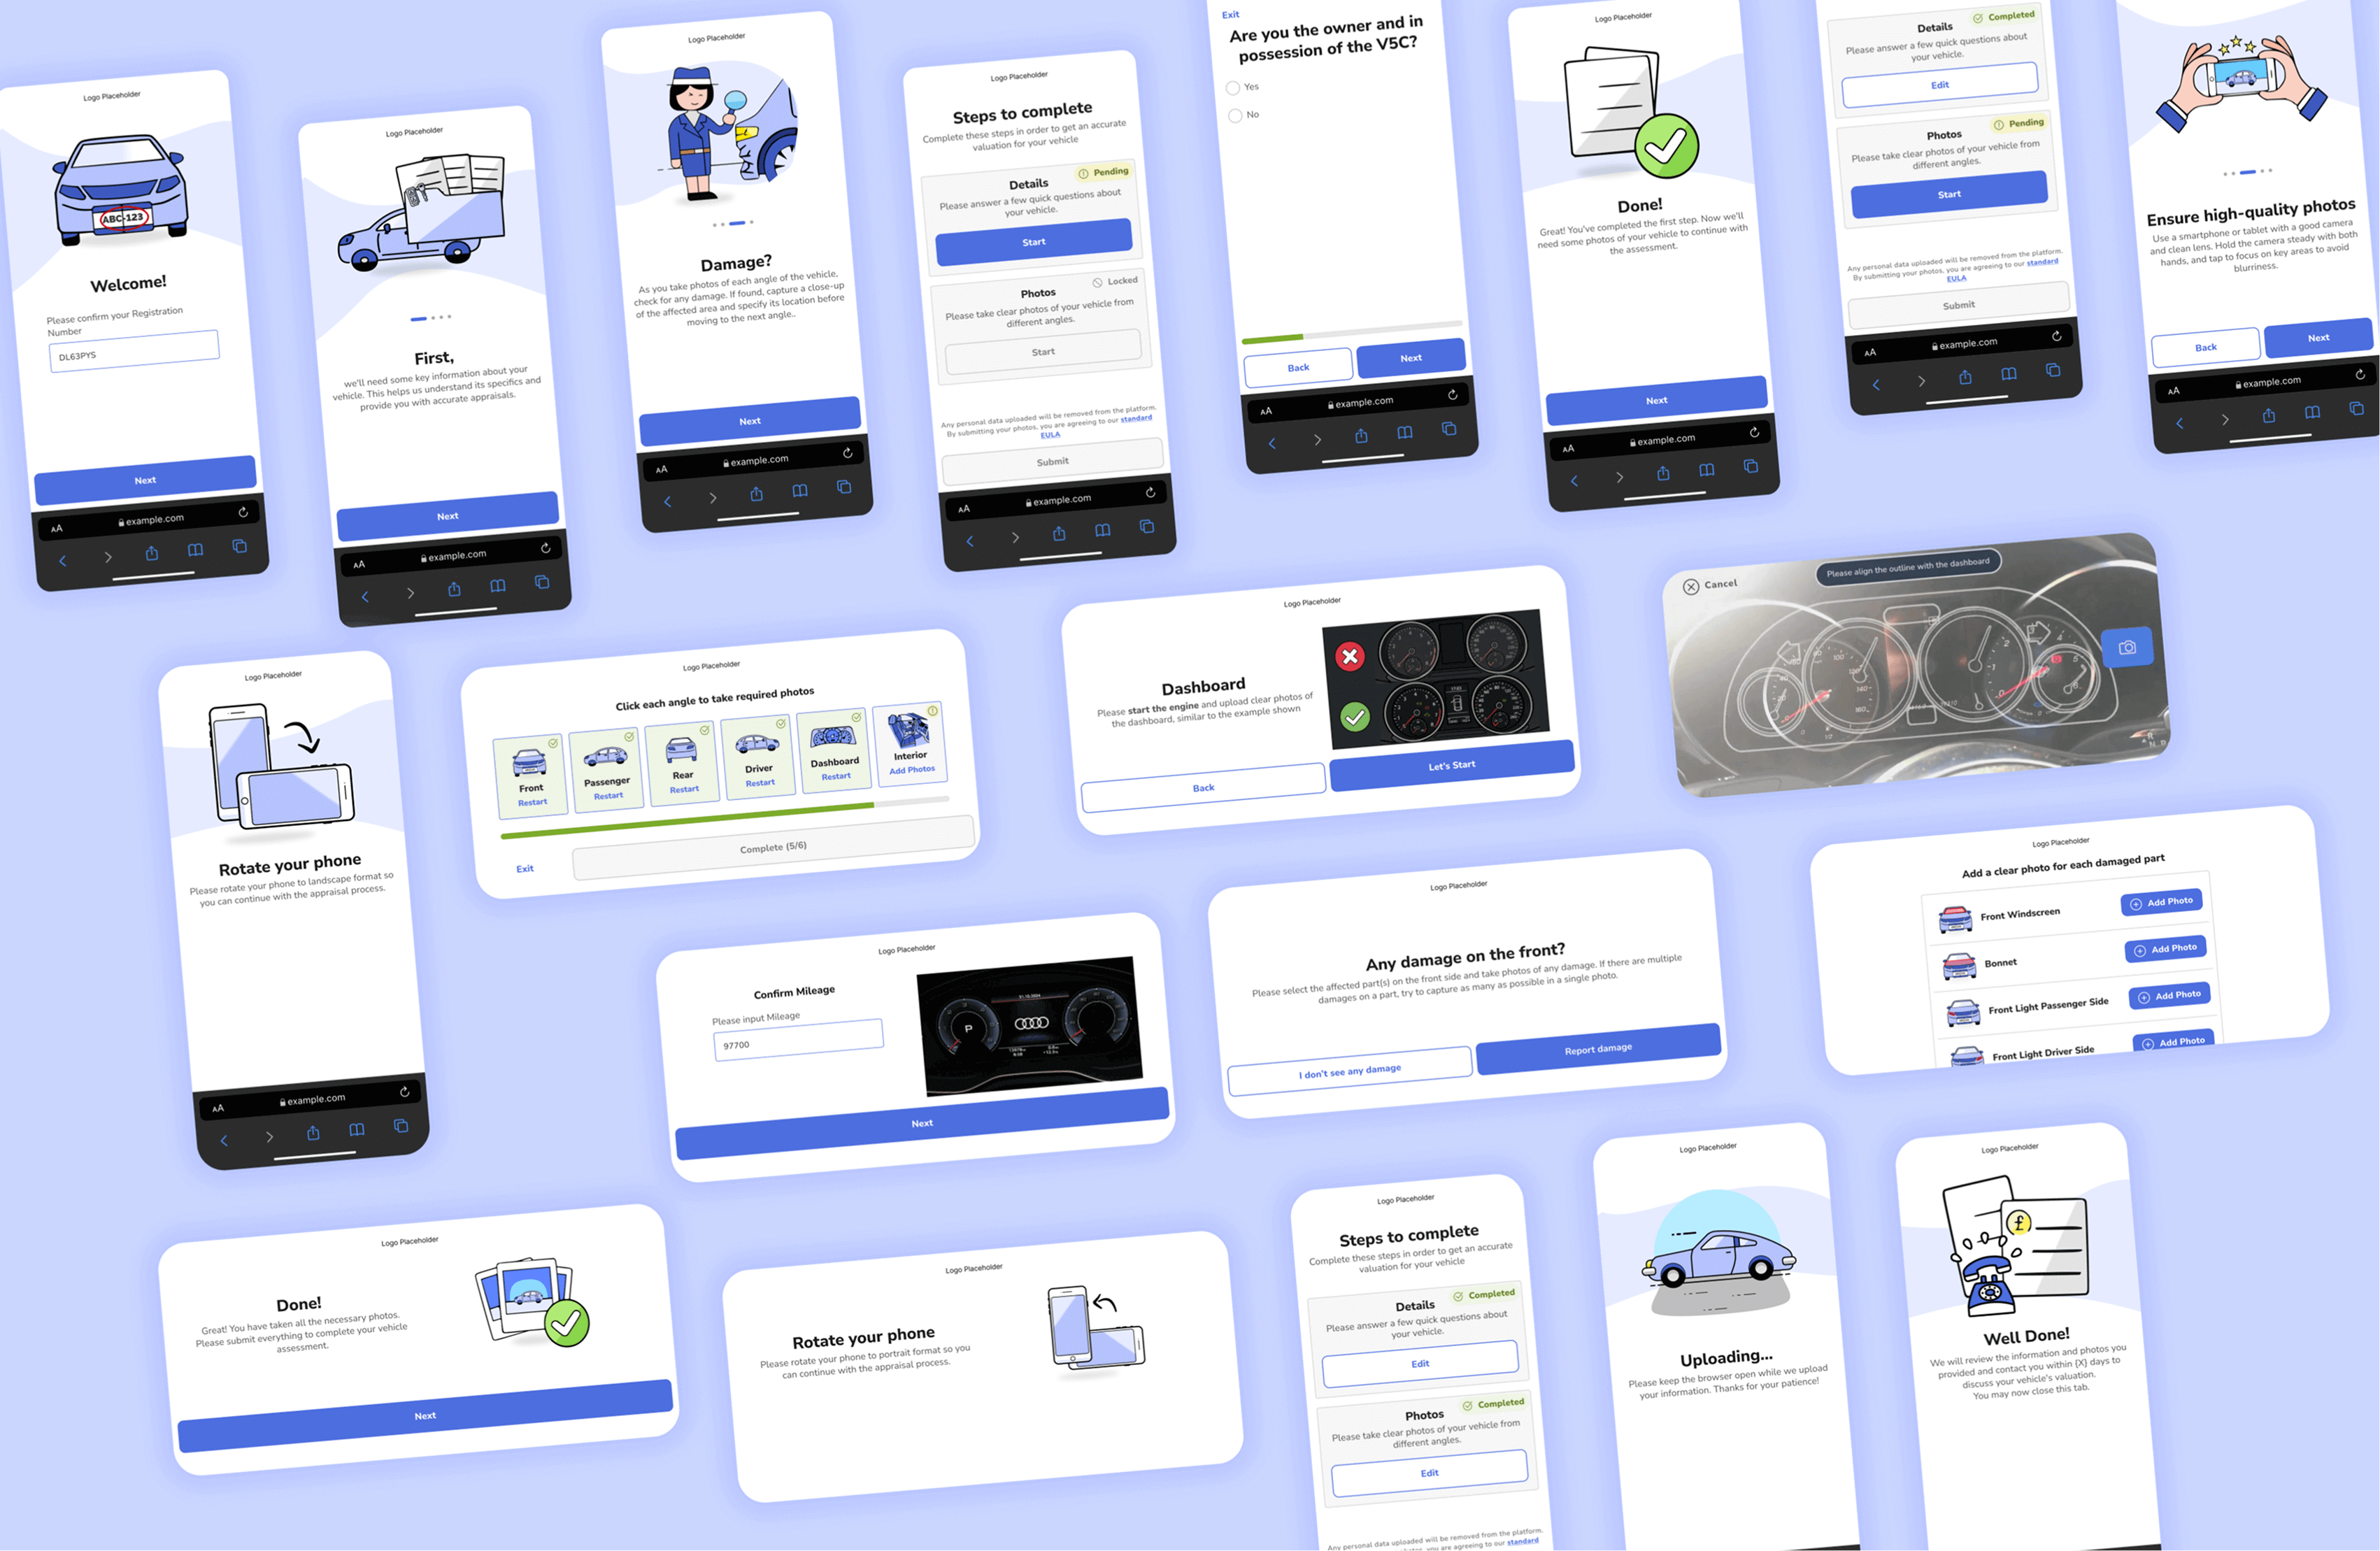 Logo Placeholder
ABC-123
Welcome!
Please confirm your Registration
Number
DL63PYS
Next
AA
example.com
Logo Placeholder
First,
we'll need some key information about your
vehicle. This helps us understand its specifics and
provide you with accurate appraisals.
Next
AA
example.com
Logo Placeholder
Damage?
As you take photos of each angle of the vehicle,
check for any damage. If found, capture a close-up
of the affected area and specify its location before
moving to the next angle..
Next
AA
example.com
Logo Placeholder
Steps to complete
Complete these steps in order to get an accurate
valuation for your vehicle
Pending
Details
Please answer a few quick questions about
your vehicle.
Start
Locked
Photos
Please take clear photos of your vehicle from
different angles.
Start
Any personal data uploaded will be removed from the platform.
By submitting your photos, you are agreeing to our standard
EULA
Submit
AA
example.com
Exit
Are you the owner and in
possession of the V5C?
Yes
No
Back
Next
AA
example.com
Logo Placeholder
Done!
Great! You've completed the first step. Now we'll
need some photos of your vehicle to continue with
the assessment.
Next
AA
example.com
Completed
Details
Please answer a few quick questions about
your vehicle.
Edit
Pending
Photos
Please take clear photos of your vehicle from
different angles.
Start
Any personal data uploaded will be removed from the platform.
By submitting your photos, you are agreeing to our standard
EULA
Submit
AA
example.com
Ensure high-quality photos
Use a smartphone or tablet with a good camera
and clean lens. Hold the camera steady with both
hands, and tap to focus on key areas to avoid
blurriness.
Back
Next
AA
example.com
Logo Placeholder
Rotate your phone
Please rotate your phone to landscape format so
you can continue with the appraisal process.
AA
example.com
Logo Placeholder
Click each angle to take required photos
Front
Restart
Passenger
Restart
Rear
Restart
Driver
Restart
Dashboard
Restart
Interior
Add Photos
Exit
Complete (5/6)
Logo Placeholder
Dashboard
Please start the engine and upload clear photos of
the dashboard, similar to the example shown
Back
Let's Start
Cancel
Please align the outline with the dashboard
Logo Placeholder
Confirm Mileage
Please input Mileage
97700
P
Next
Logo Placeholder
Any damage on the front?
Please select the affected part(s) on the front side and take photos of any damage. If there are multiple
damages on a part, try to capture as many as possible in a single photo.
I don't see any damage
Report damage
Logo Placeholder
Add a clear photo for each damaged part
Front Windscreen
Add Photo
Bonnet
Add Photo
Front Light Passenger Side
Add Photo
Front Light Driver Side
Add Photo
Logo Placeholder
Done!
Great! You have taken all the necessary photos.
Please submit everything to complete your vehicle
assessment.
Next
Logo Placeholder
Rotate your phone
Please rotate your phone to portrait format so you
can continue with the appraisal process.
Logo Placeholder
Steps to complete
Complete these steps in order to get an accurate
valuation for your vehicle
Completed
Details
Please answer a few quick questions about
your vehicle.
Edit
Completed
Photos
Please take clear photos of your vehicle from
different angles.
Edit
Any personal data uploaded will be removed from the platform.
you are agreeing to our standard
Logo Placeholder
Uploading...
Please keep the browser open while we upload
your information. Thanks for your patience!
Logo Placeholder
£
Well Done!
We will review the information and photos you
provided and contact you within {X} days to
discuss your vehicle's valuation.
You may now close this tab.